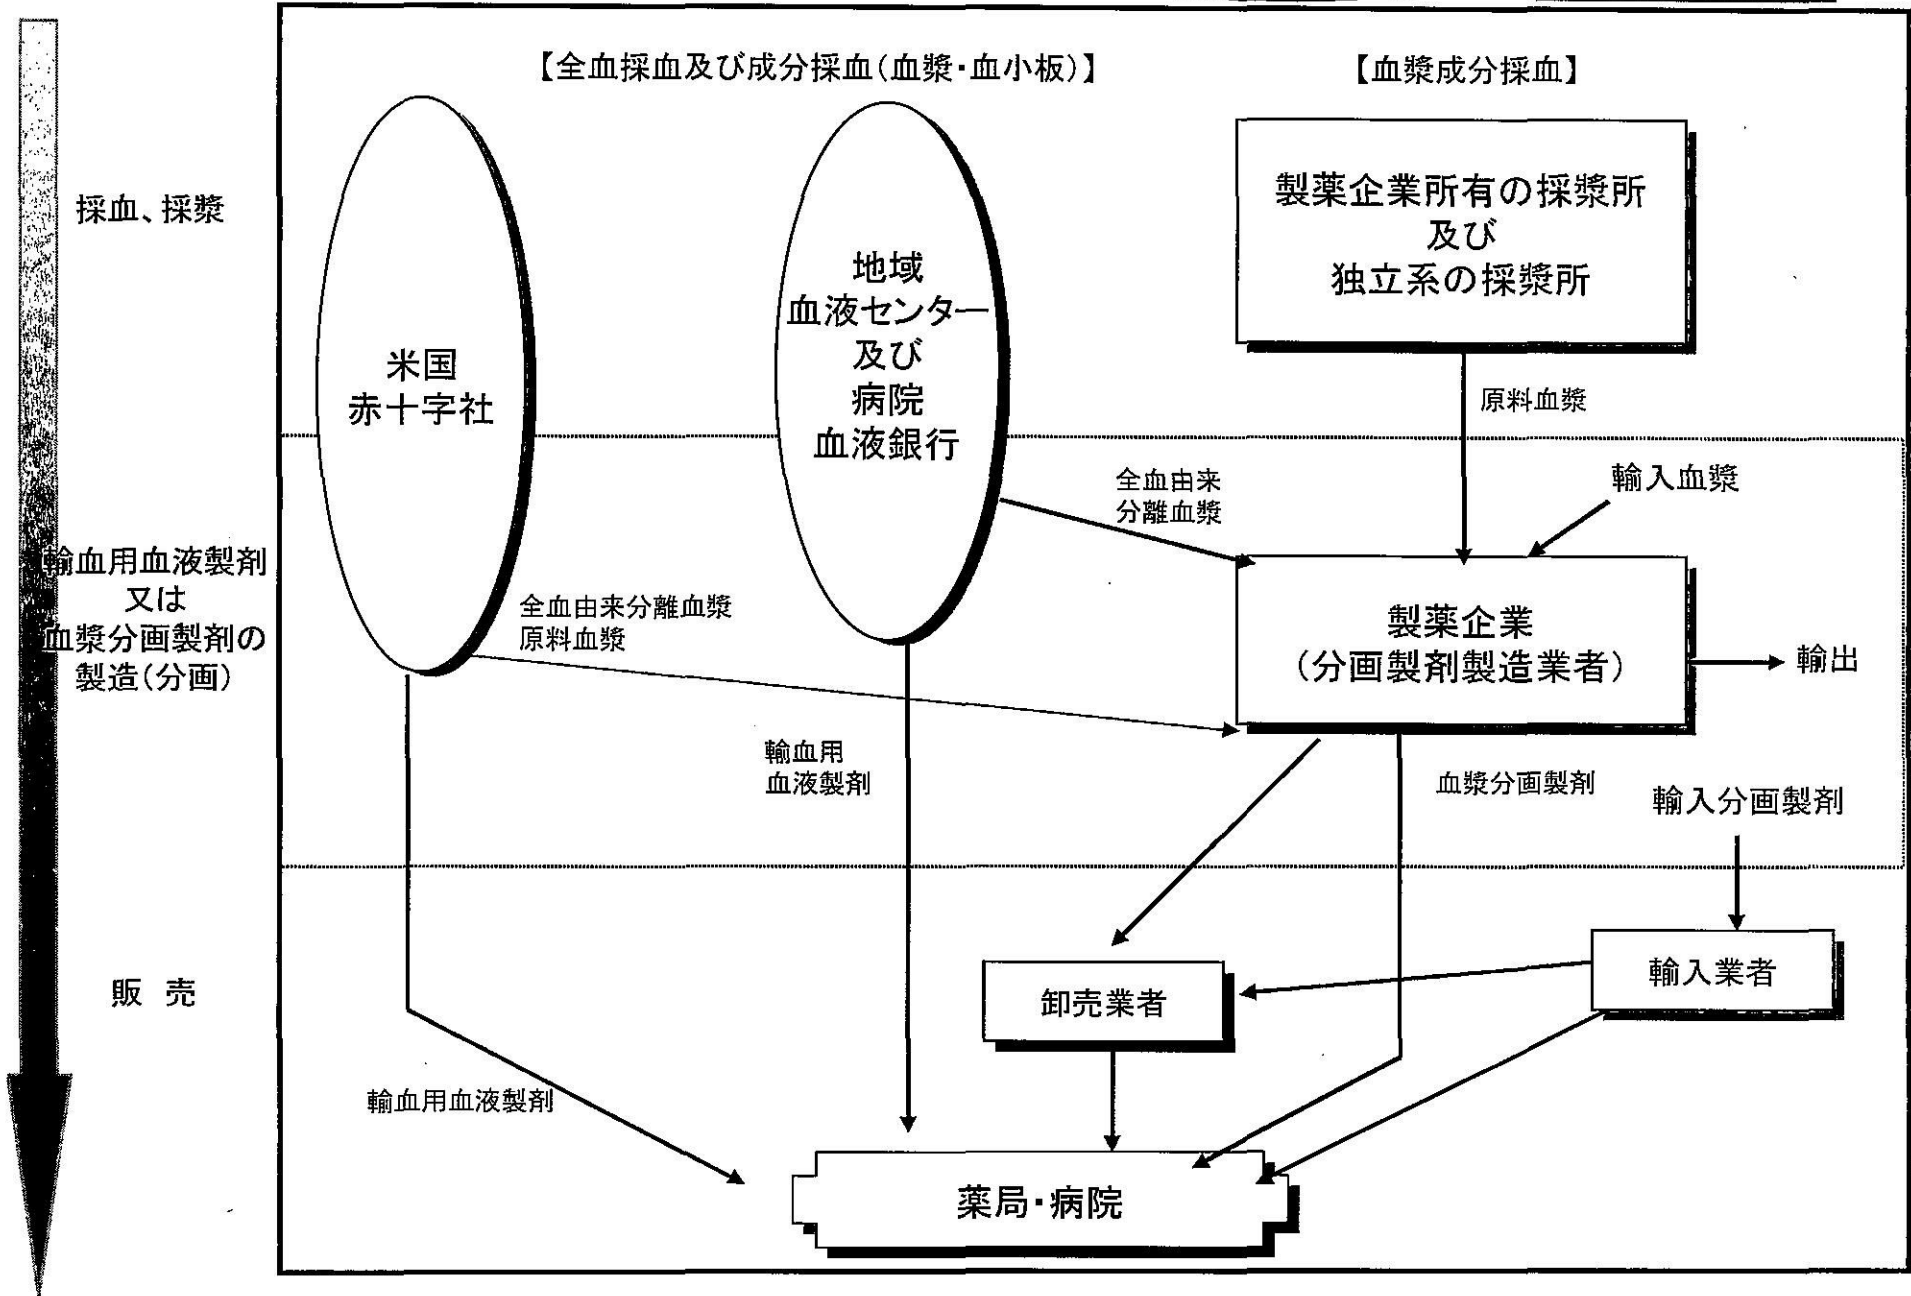 【全血採血及び成分採血(血漿・血小板)】
【血漿成分採血】
採血、採漿
製薬企業所有の採漿所
及び
独立系の採漿所
地域
血液センター
及び
病院
血液銀行
米国
赤十字社
原料血漿
全血由来
分離血漿
輸入血漿
輸血用血液製剤
又は
血漿分画製剤の
製造(分画)
全血由来分離血漿
原料血漿
製薬企業
(分画製剤製造業者)
輸出
輸血用
血液製剤
血漿分画製剤
輸入分画製剤
販 売
卸売業者
輸入業者
輸血用血液製剤
薬局・病院